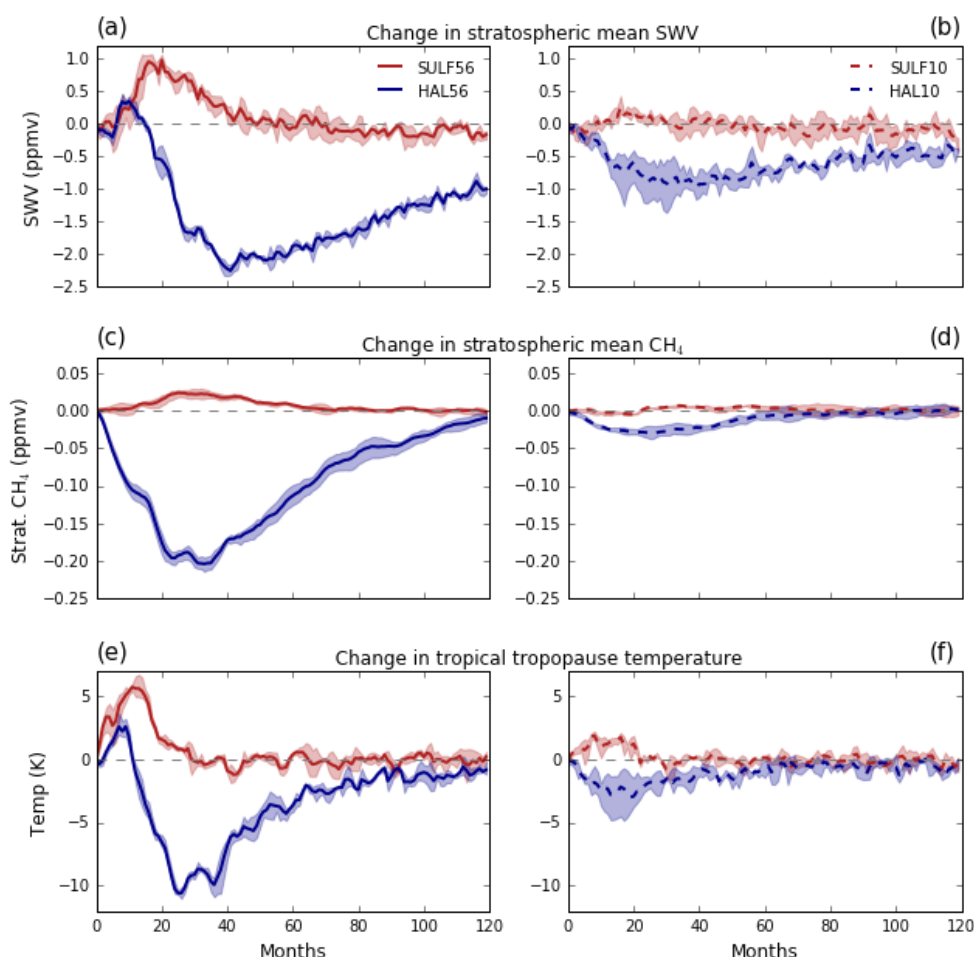 (a) Change in stratospheric mean SWV (b)
1.0
0.5
0.0
−0.5
−1.0
−1.5
−2.0
−2.5
SWV (ppmv)
SULF56
HAL56
1.0
0.5
0.0
−0.5
−1.0
−1.5
−2.0
−2.5
SULF10
HAL10
(c) Change in stratospheric mean CH₄ (d)
0.05
0.00
−0.05
−0.10
−0.15
−0.20
−0.25
Strat. CH₄ (ppmv)
0.05
0.00
−0.05
−0.10
−0.15
−0.20
−0.25
(e) Change in tropical tropopause temperature (f)
5
0
−5
−10
Temp (K)
0 20 40 60 80 100 120
Months
5
0
−5
−10
0 20 40 60 80 100 120
Months